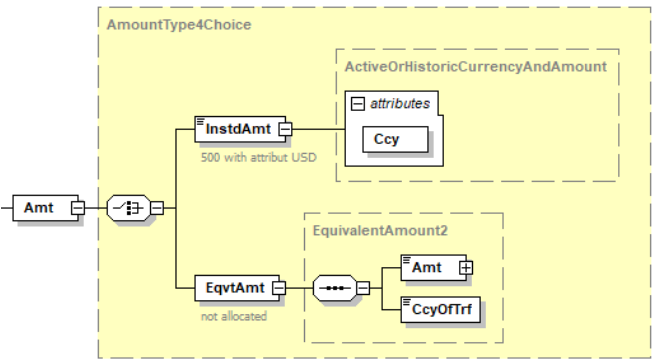 AmountType4Choice
ActiveOrHistoricCurrencyAndAmount
attributes
InstdAmt
Ccy
500 with attribut USD
Amt
EquivalentAmount2
Amt
EqvtAmt
CcyOfTrf
not allocated